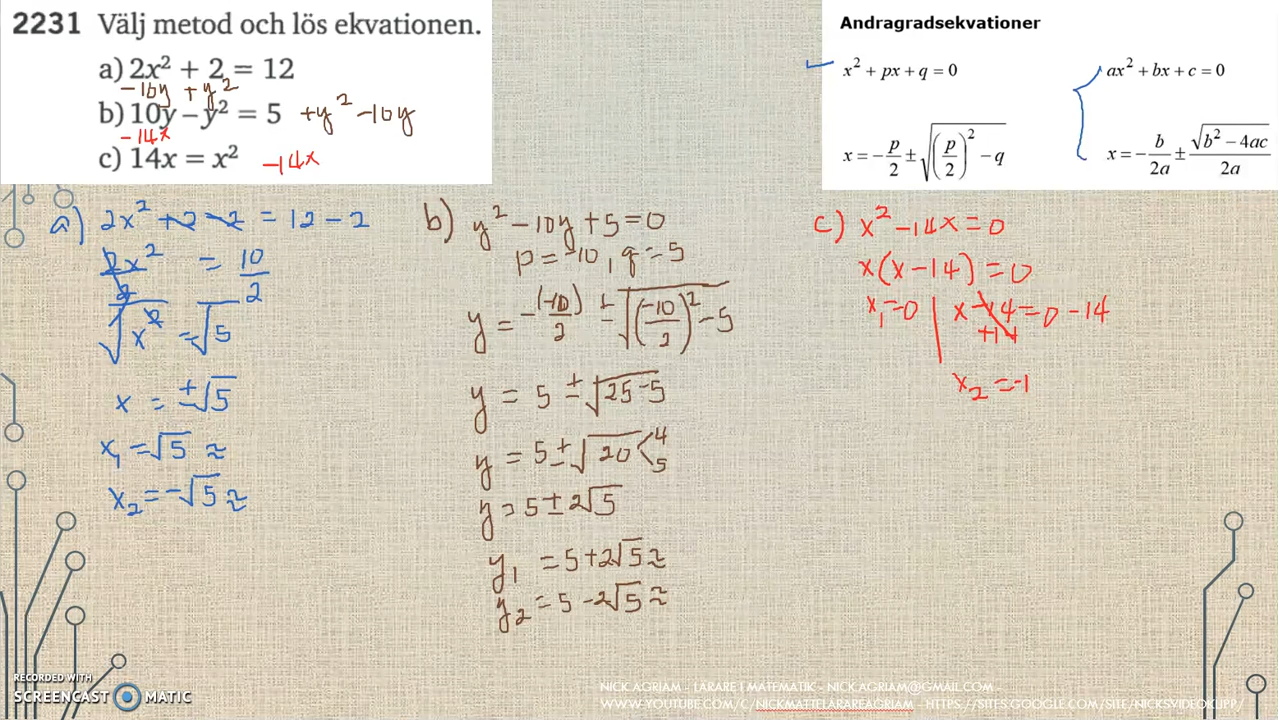 2231 Välj metod och lös ekvationen.
a) 2x² + 2 = 12
-10y + y²
b) 10y – y² = 5 +y² -10y
-14x
c) 14x = x² -14x
Andragradsekvationer
x² + px + q = 0
ax² + bx + c = 0
x = -p/2 ± √((p/2)² - q)
x = -b/2a ± √(b² - 4ac)/2a
a) 2x² +2 -2 = 12 - 2
2x²/2 = 10/2
√x² = √5
x = ±√5
x₁ = √5 ≈
x₂ = -√5 ≈
b) y² - 10y + 5 = 0
p = -10, q = 5
y = -(-10)/2 ± √((-10/2)² - 5)
y = 5 ± √25-5
y = 5 ± √20 < 4 5
y = 5 ± 2√5
y₁ = 5 + 2√5 ≈
y₂ = 5 - 2√5 ≈
c) x² - 14x = 0
x(x - 14) = 0
x₁ = 0 | x - 14 = 0 - 14
+14
x₂ = -1
RECORDED WITH
SCREENCAST MATIC
NICK AGRIAM - LÄRARE I MATEMATIK - NICK.AGRIAM@GMAIL.COM -
WWW.YOUTUBE.COM/C/NICKMATTELARAREAGRIAM - HTTPS://SITES.GOOGLE.COM/SITE/NICKSVIDEOKLIPP/